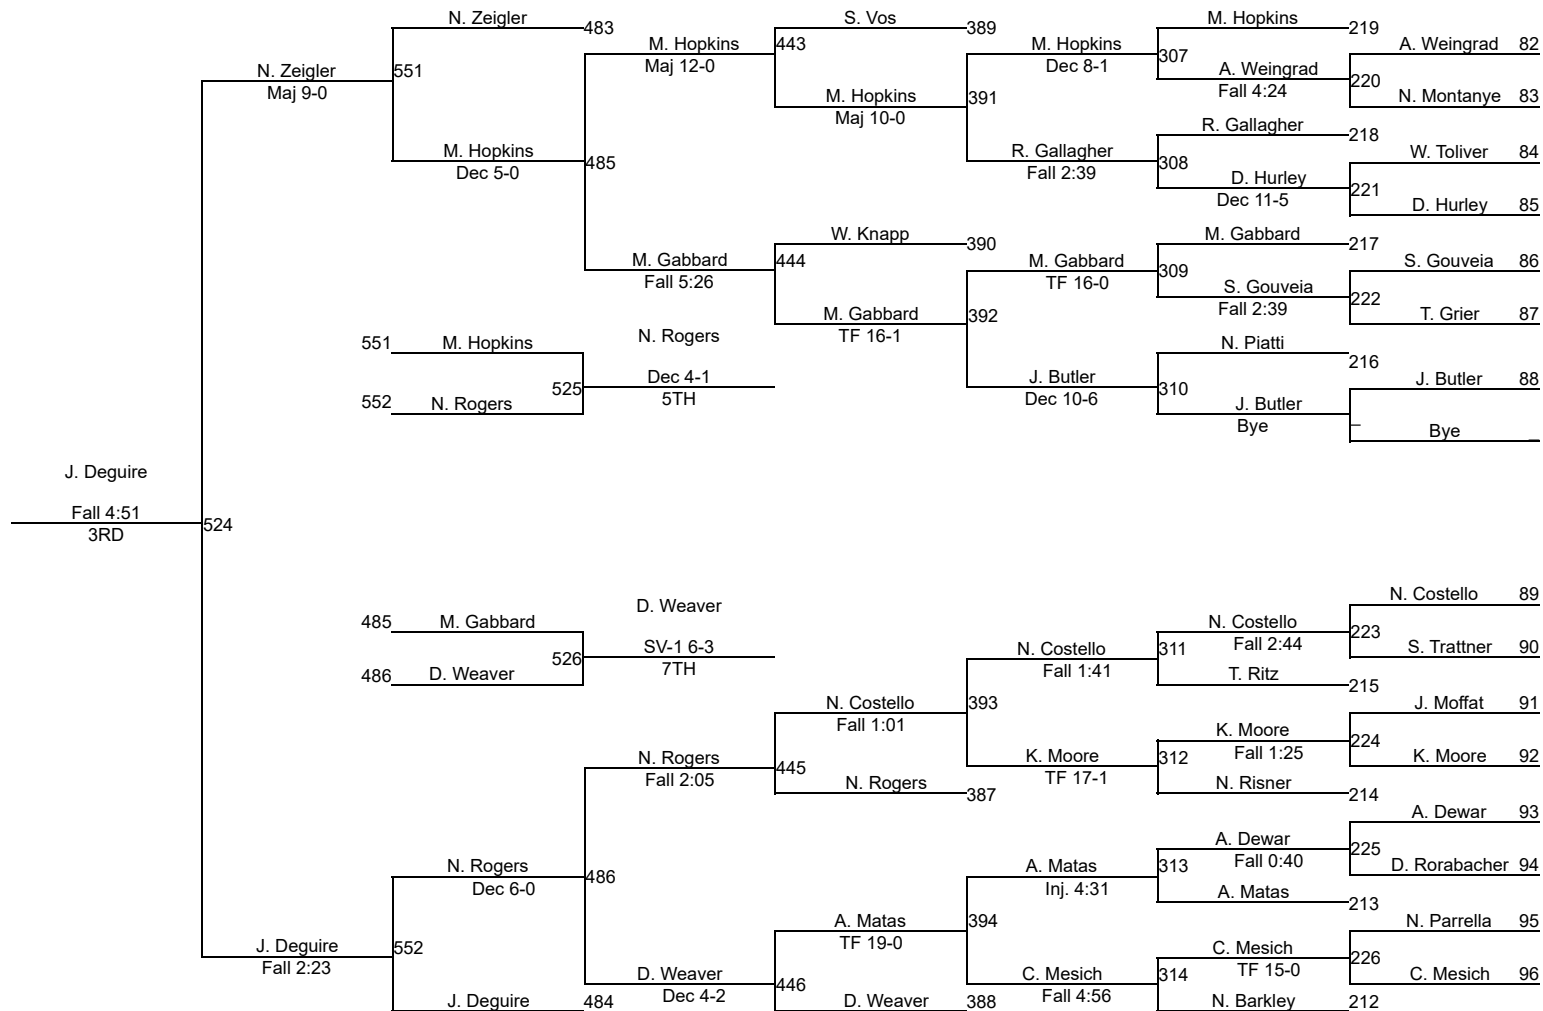 N. Zeigler
S. Vos
M. Hopkins
483
389
219
M. Hopkins
443
M. Hopkins
A. Weingrad 82
Maj 12-0
Dec 8-1
307
N. Zeigler
551
A. Weingrad
220
Maj 9-0
Fall 4:24
M. Hopkins
391
N. Montanye 83
Maj 10-0
R. Gallagher
218
M. Hopkins
485
R. Gallagher
308
W. Toliver 84
Dec 5-0
Fall 2:39
D. Hurley
221
Dec 11-5
D. Hurley 85
W. Knapp
390
M. Gabbard
217
M. Gabbard
444
M. Gabbard
309
S. Gouveia 86
Fall 5:26
TF 16-0
S. Gouveia
222
Fall 2:39
M. Gabbard
392
T. Grier 87
TF 16-1
N. Rogers
551
M. Hopkins
N. Piatti
216
525
Dec 4-1
J. Butler
310
J. Butler 88
5TH
Dec 10-6
552
N. Rogers
J. Butler
_
Bye
Bye _
J. Deguire
Fall 4:51
524
3RD
N. Costello 89
D. Weaver
485
M. Gabbard
N. Costello
223
Fall 2:44
526
SV-1 6-3
N. Costello
311
S. Trattner 90
7TH
Fall 1:41
486
D. Weaver
T. Ritz
215
N. Costello
393
J. Moffat 91
Fall 1:01
K. Moore
224
Fall 1:25
N. Rogers
445
K. Moore
312
K. Moore 92
Fall 2:05
TF 17-1
N. Rogers
387
N. Risner
214
A. Dewar 93
A. Dewar
225
Fall 0:40
N. Rogers
486
A. Matas
313
D. Rorabacher 94
Dec 6-0
Inj. 4:31
A. Matas
213
A. Matas
394
N. Parrella 95
TF 19-0
J. Deguire
552
C. Mesich
226
Fall 2:23
TF 15-0
D. Weaver
446
C. Mesich
314
C. Mesich 96
Dec 4-2
Fall 4:56
J. Deguire
484
D. Weaver
388
N. Barkley
212